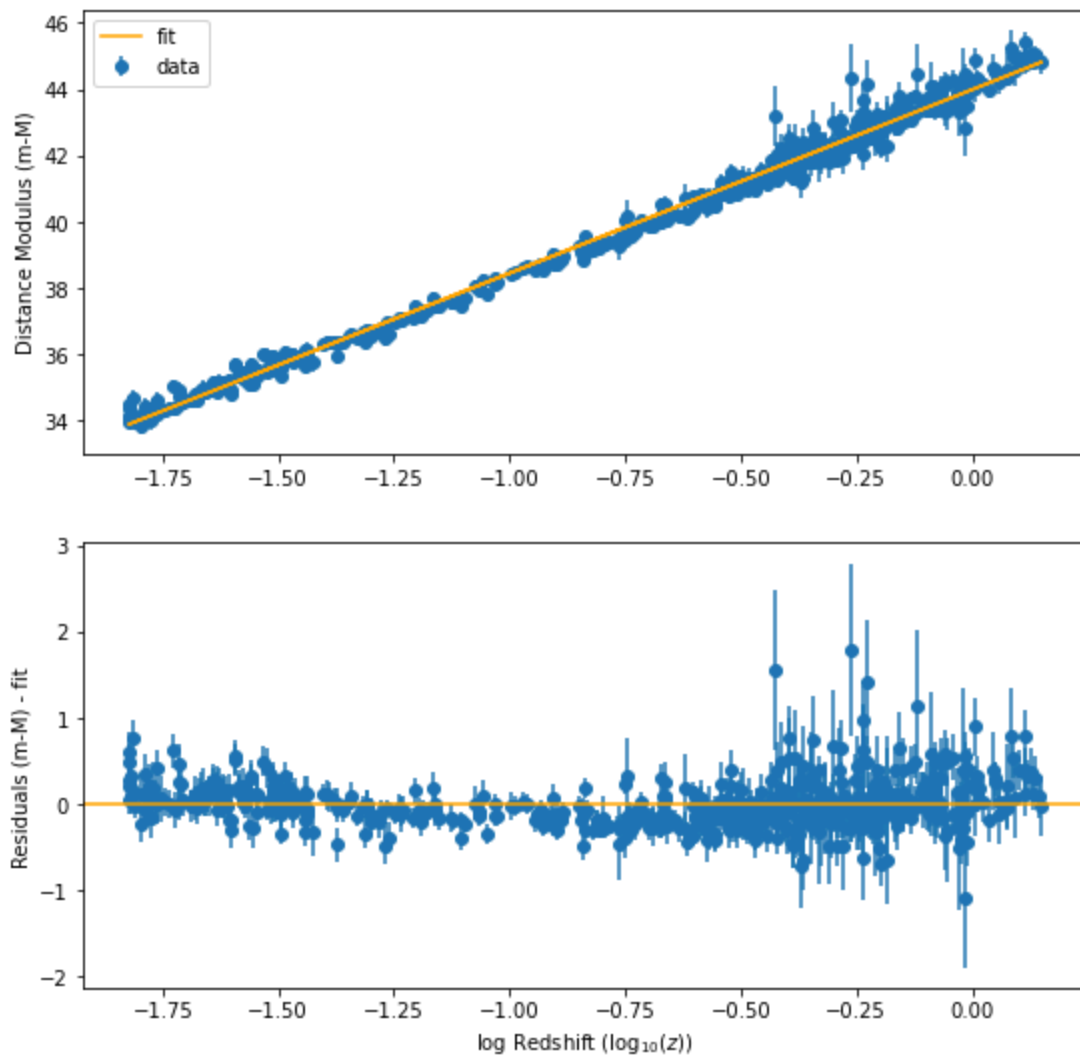 46
44
42
40
38
36
34
Distance Modulus (m-M)
fit
data
−1.75 −1.50 −1.25 −1.00 −0.75 −0.50 −0.25 0.00
3
2
1
0
−1
−2
Residuals (m-M) - fit
−1.75 −1.50 −1.25 −1.00 −0.75 −0.50 −0.25 0.00
log Redshift (log₁₀(z))